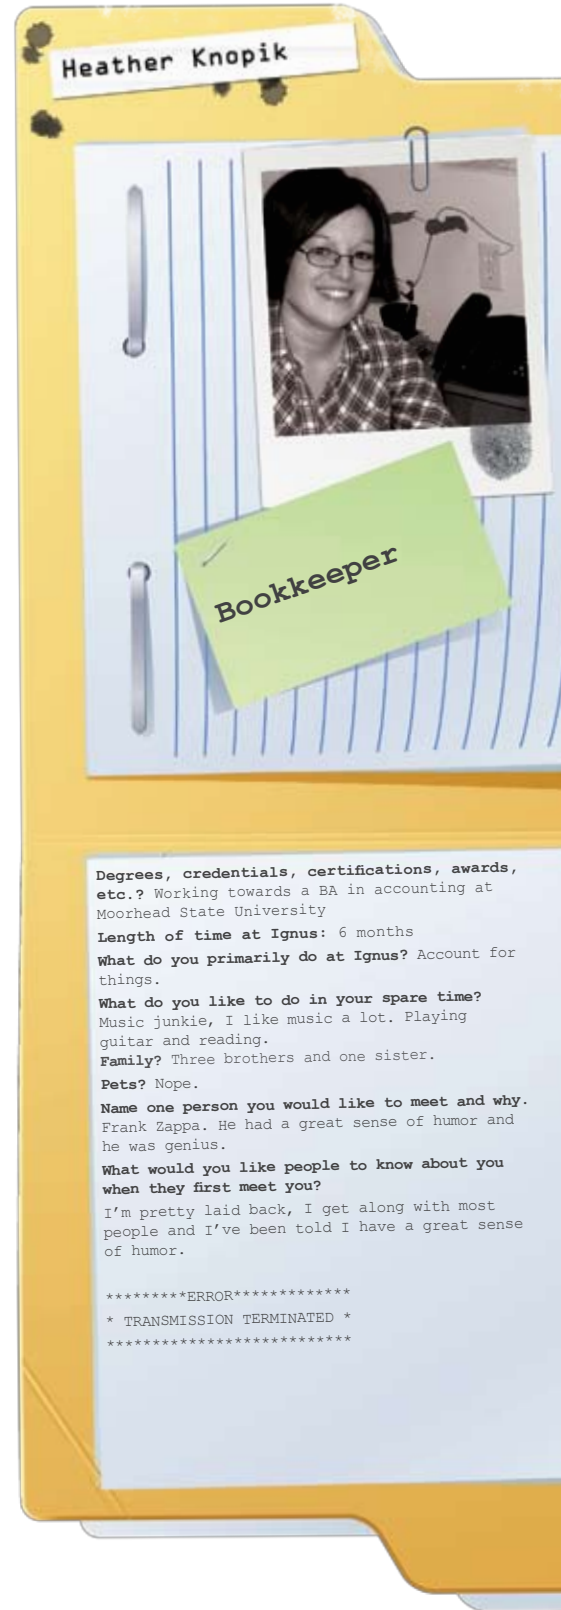 Heather Knopik
Bookkeeper
Degrees, credentials, certifications, awards,
etc.? Working towards a BA in accounting at
Moorhead State University
Length of time at Ignus: 6 months
What do you primarily do at Ignus? Account for
things.
What do you like to do in your spare time?
Music junkie, I like music a lot. Playing
guitar and reading.
Family? Three brothers and one sister.
Pets? Nope.
Name one person you would like to meet and why.
Frank Zappa. He had a great sense of humor and
he was genius.
What would you like people to know about you
when they first meet you?
I’m pretty laid back, I get along with most
people and I’ve been told I have a great sense
of humor.
*********ERROR*************
* TRANSMISSION TERMINATED *
***************************